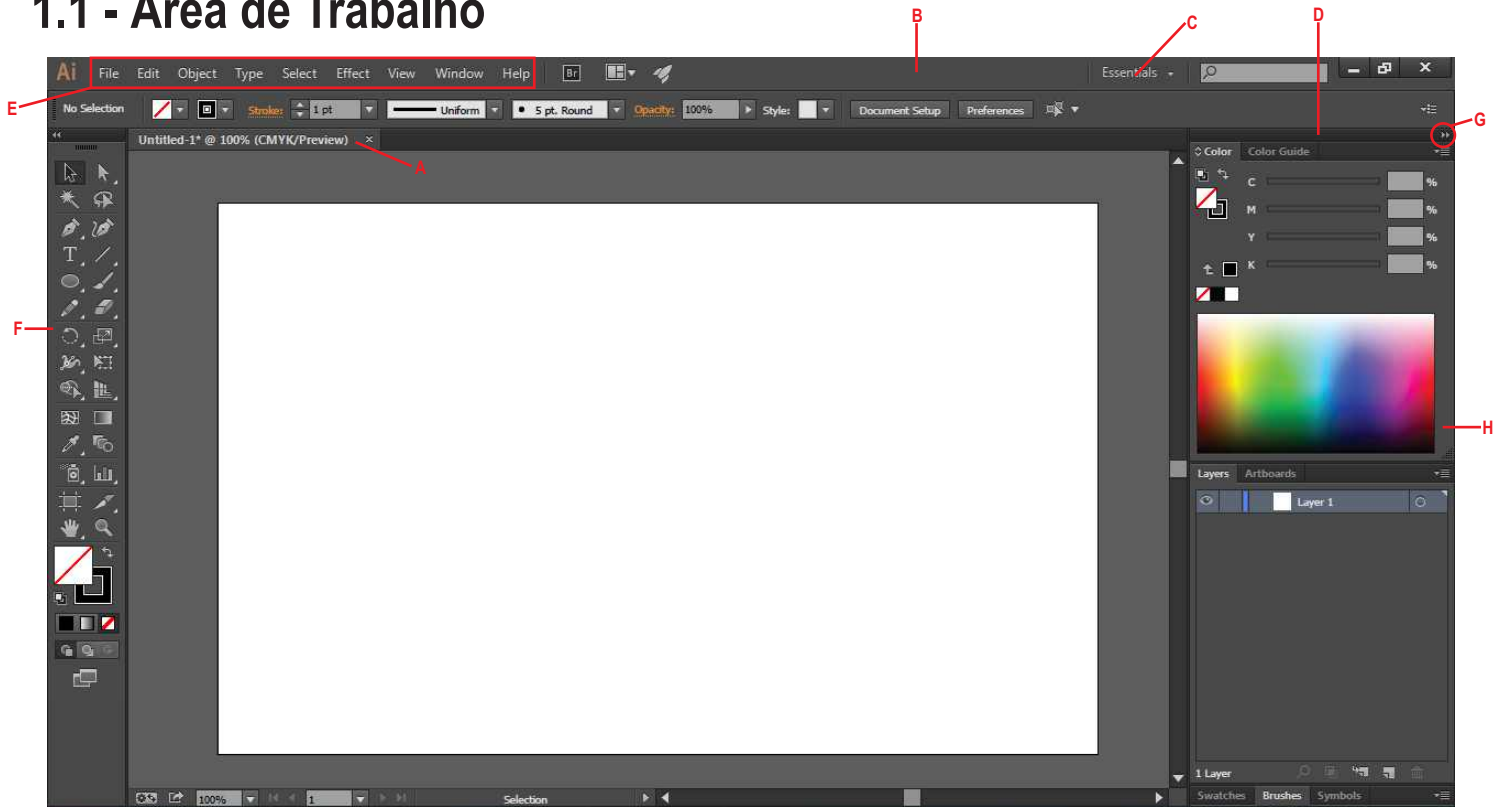 1.1 - Área de Trabalho
B
C
D
Ai File Edit Object Type Select Effect View Window Help Br Essentials
E
No Selection Stroke: 1 pt Uniform 5 pt. Round Opacity: 100% Style: Document Setup Preferences
G
Untitled-1* @ 100% (CMYK/Preview) ×
A
Color Color Guide
C %
M %
Y %
K %
T
F
H
Layers Artboards
Layer 1
1 Layer
100% 1 Selection
Swatches Brushes Symbols